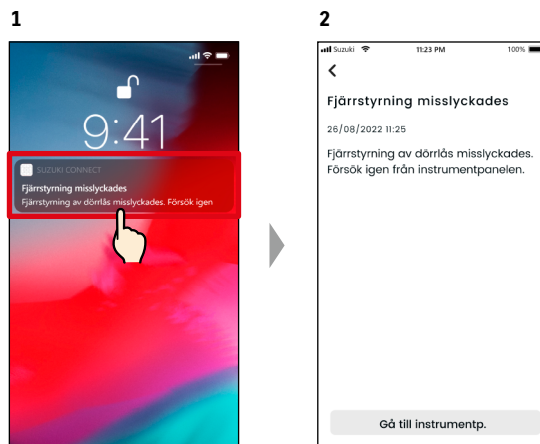 1
9:41
SUZUKI CONNECT
Fjärrstyrning misslyckades
Fjärrstyrning av dörrlås misslyckades. Försök igen
2
Suzuki 11:23 PM 100%
Fjärrstyrning misslyckades
26/08/2022 11:25
Fjärrstyrning av dörrlås misslyckades.
Försök igen från instrumentpanelen.
Gå till instrumentp.